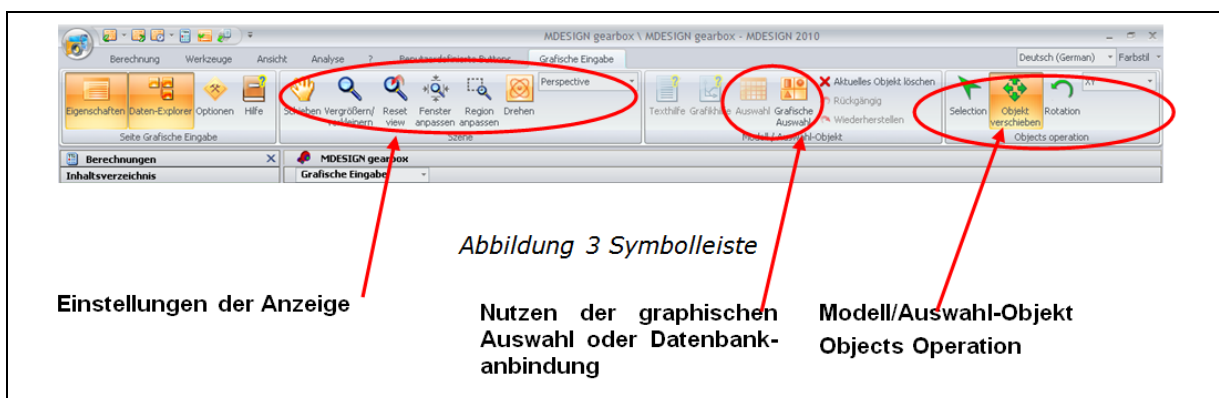 MDESIGN gearbox \ MDESIGN gearbox - MDESIGN 2010
Berechnung Werkzeuge Ansicht Analyse ? Benutzerdefinierte Buttons Grafische Eingabe Deutsch (German) Farbstil
Eigenschaften Daten-Explorer Optionen Hilfe
Seite Grafische Eingabe
Schieben Vergrößern/ verkleinern Reset view Fenster anpassen Region anpassen Drehen Perspective
Szene
Texthilfe Grafikhilfe Auswahl Grafische Auswahl
Aktuelles Objekt löschen
Rückgängig
Wiederherstellen
Modell / Auswahl-Objekt
Selection Objekt verschieben Rotation XY
Objects operation
Berechnungen X MDESIGN gearbox
Inhaltsverzeichnis Grafische Eingabe
Abbildung 3 Symbolleiste
Einstellungen der Anzeige
Nutzen der graphischen
Auswahl oder Datenbank-
anbindung
Modell/Auswahl-Objekt
Objects Operation